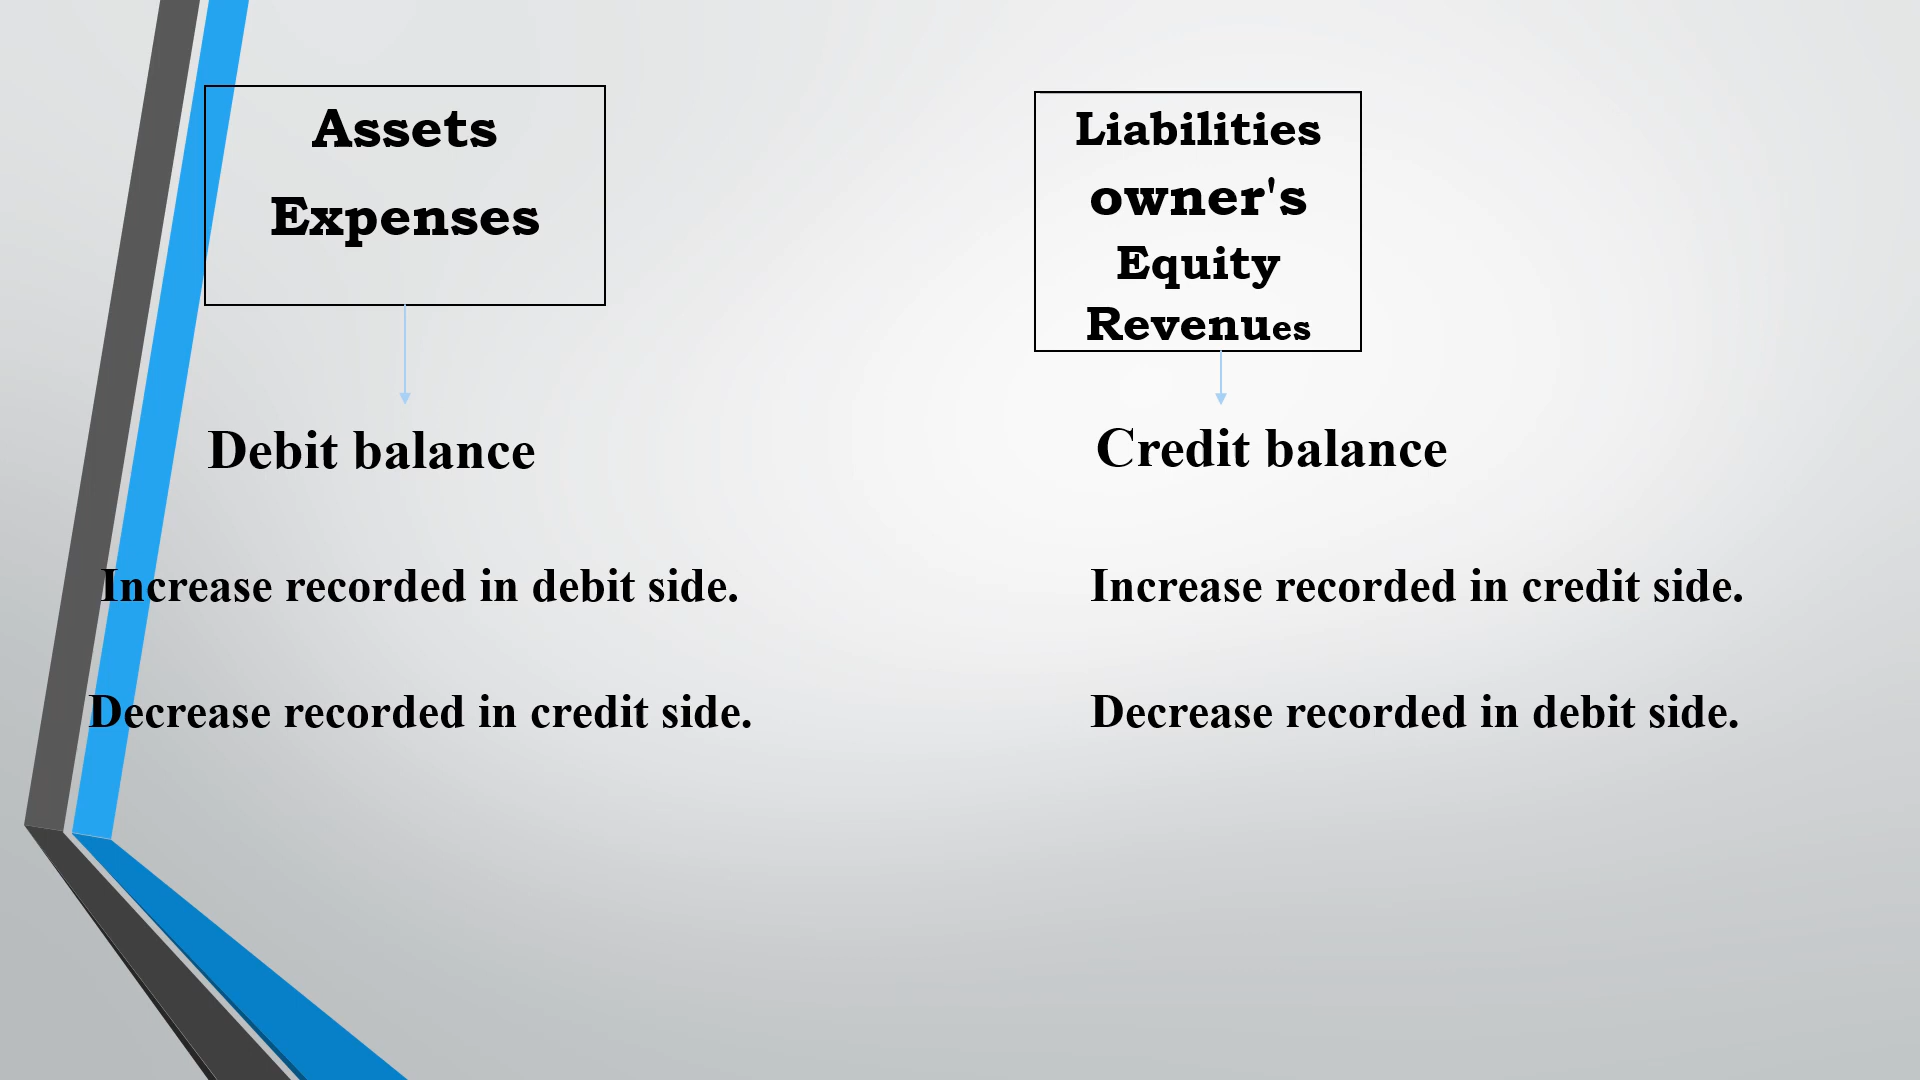 Assets
Expenses
Debit balance
Increase recorded in debit side.
Decrease recorded in credit side.
Liabilities
owner's
Equity
Revenues
Credit balance
Increase recorded in credit side.
Decrease recorded in debit side.